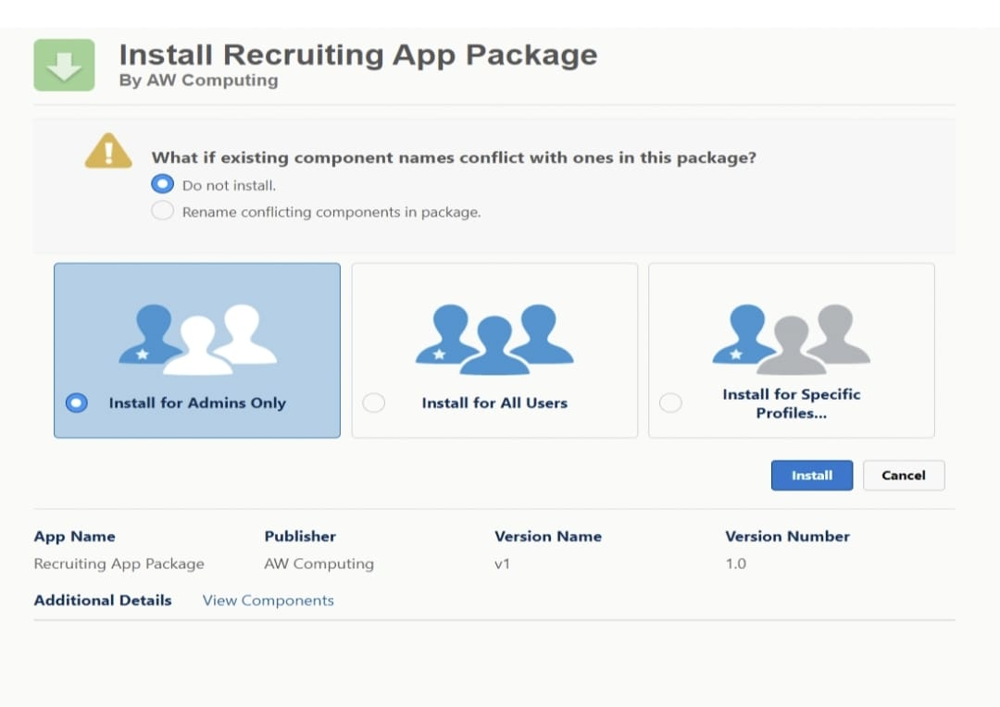 Install Recruiting App Package
By AW Computing
What if existing component names conflict with ones in this package?
Do not install.
Rename conflicting components in package.
Install for Admins Only
Install for All Users
Install for Specific
Profiles...
Install
Cancel
App Name
Publisher
Version Name
Version Number
Recruiting App Package
AW Computing
v1
1.0
Additional Details
View Components